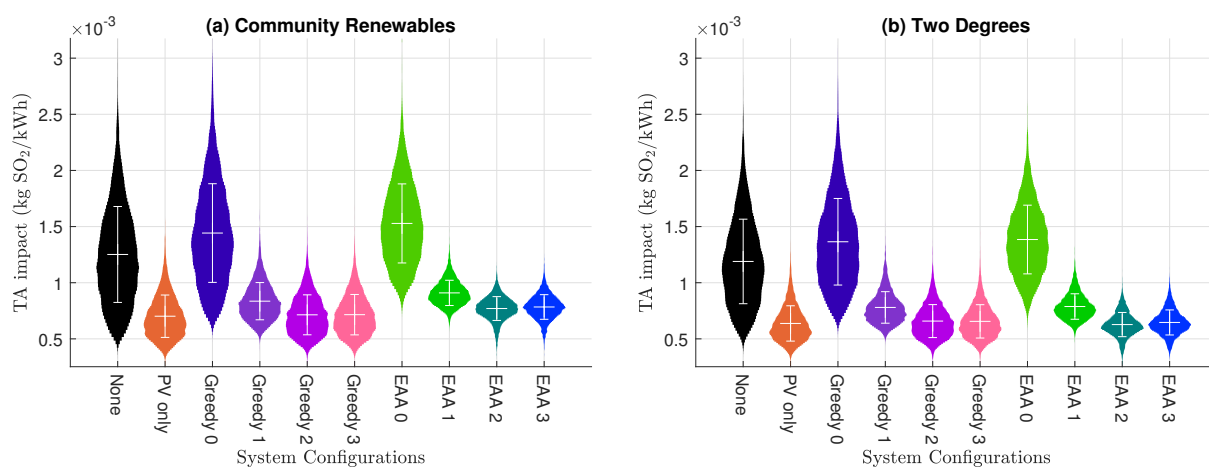 (a) Community Renewables
×10⁻³
TA impact (kg SO₂/kWh)
3
2.5
2
1.5
1
0.5
None
PV only
Greedy 0
Greedy 1
Greedy 2
Greedy 3
EAA 0
EAA 1
EAA 2
EAA 3
System Configurations
(b) Two Degrees
×10⁻³
TA impact (kg SO₂/kWh)
3
2.5
2
1.5
1
0.5
None
PV only
Greedy 0
Greedy 1
Greedy 2
Greedy 3
EAA 0
EAA 1
EAA 2
EAA 3
System Configurations